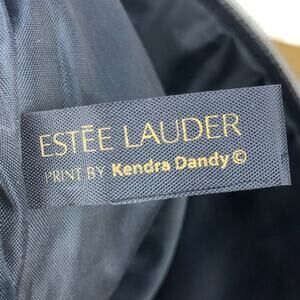 ESTĒE LAUDER
PRINT BY Kendra Dandy ©